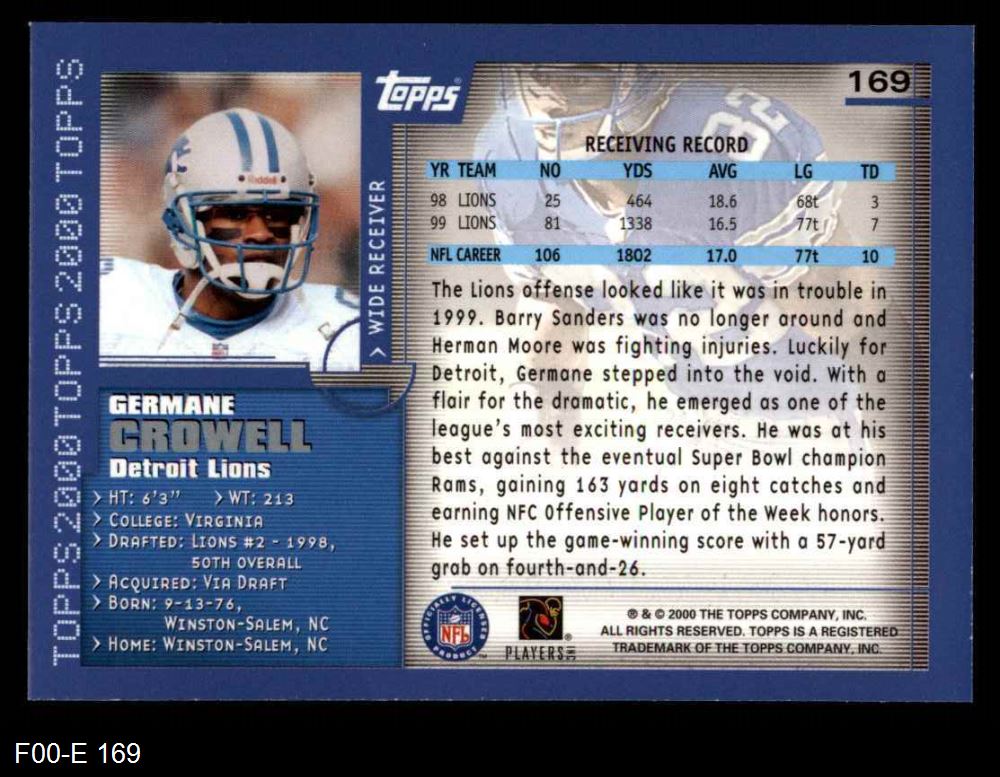 TOPPS2000TOPPS2000TOPPS2000TOPPS
Topps®
169
WIDE RECEIVER
Riddell
RECEIVING RECORD
YR TEAM NO YDS AVG LG TD
98 LIONS 25 464 18.6 68t 3
99 LIONS 81 1338 16.5 77t 7
NFL CAREER 106 1802 17.0 77t 10
The Lions offense looked like it was in trouble in
1999. Barry Sanders was no longer around and
Herman Moore was fighting injuries. Luckily for
Detroit, Germane stepped into the void. With a
flair for the dramatic, he emerged as one of the
league's most exciting receivers. He was at his
best against the eventual Super Bowl champion
Rams, gaining 163 yards on eight catches and
earning NFC Offensive Player of the Week honors.
He set up the game-winning score with a 57-yard
grab on fourth-and-26.
GERMANE
CROWELL
Detroit Lions
> HT: 6'3" > WT: 213
> COLLEGE: VIRGINIA
> DRAFTED: LIONS #2 - 1998,
50TH OVERALL
> ACQUIRED: VIA DRAFT
> BORN: 9-13-76,
WINSTON-SALEM, NC
> HOME: WINSTON-SALEM, NC
OFFICIALLY LICENSED
NFL
PRODUCT ™
PLAYERS INC ®
® & © 2000 THE TOPPS COMPANY, INC.
ALL RIGHTS RESERVED. TOPPS IS A REGISTERED
TRADEMARK OF THE TOPPS COMPANY, INC.
F00-E 169